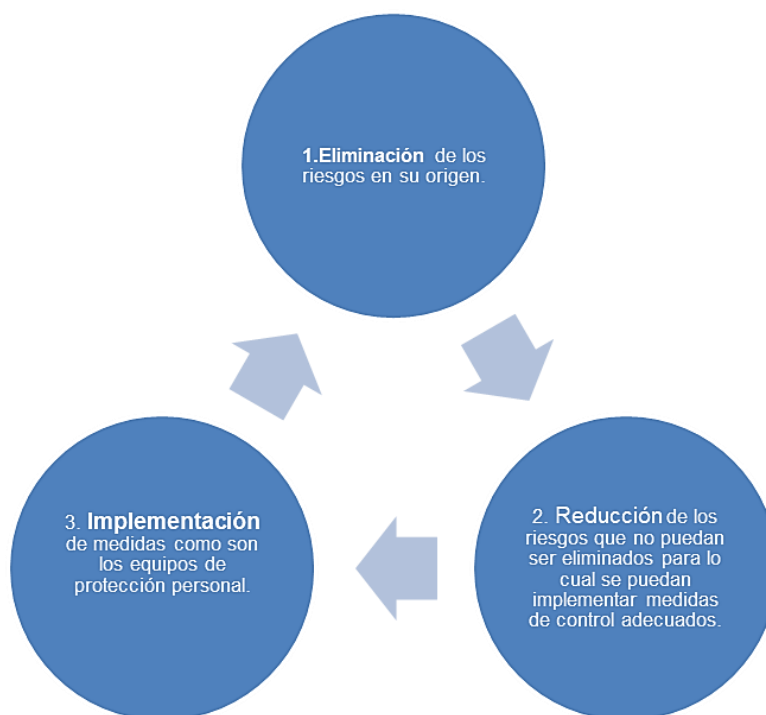 1.Eliminación de los
riesgos en su origen.
2. Reducción de los
riesgos que no puedan
ser eliminados para lo
cual se puedan
implementar medidas
de control adecuados.
3. Implementación
de medidas como son
los equipos de
protección personal.